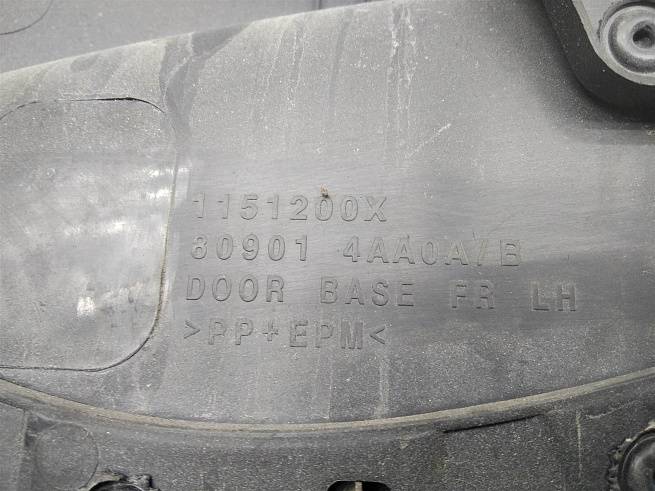 1151200X
80901 4AA0A/B
DOOR BASE FR LH
>PP+EPM<